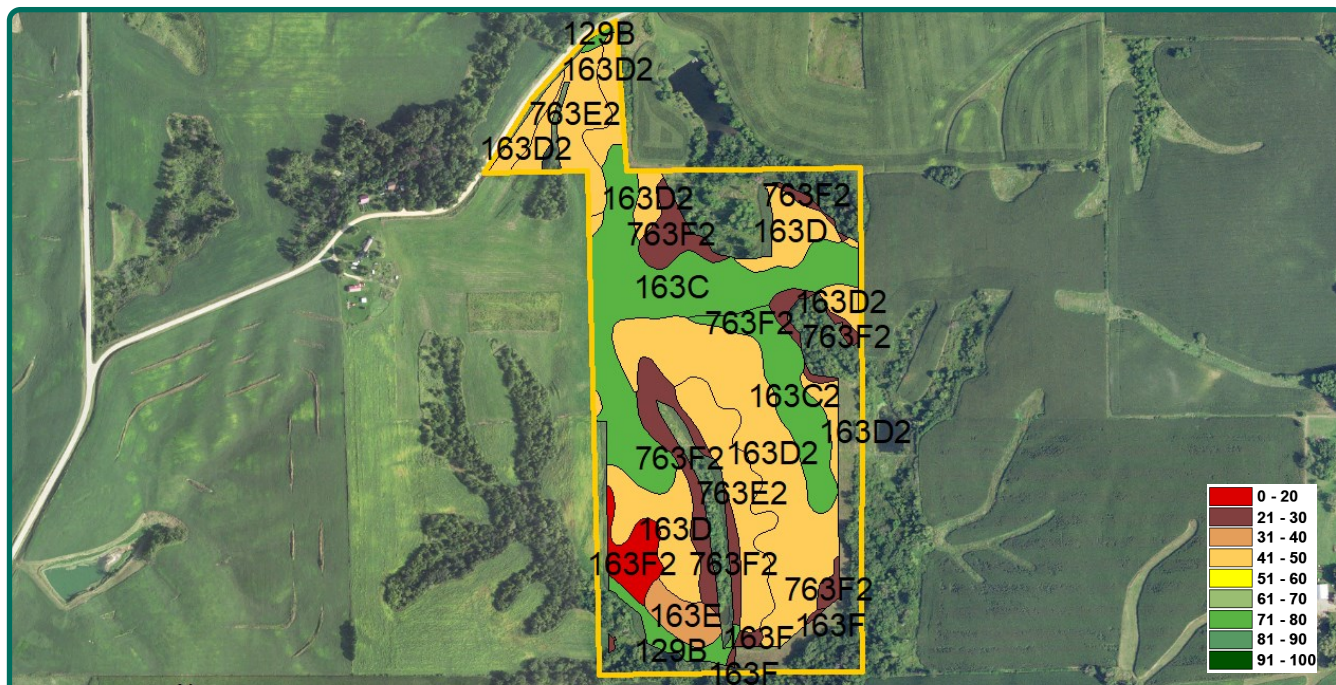 129B
163D2
763E2
163D2
163D2
763F2
763F2
163D
163C
163D2
763F2
763F2
163C2
163D2
763F2
163D2
763E2
163D
163F2
763F2
763F2
163E
163F
163F
129B
163F
0 - 20
21 - 30
31 - 40
41 - 50
51 - 60
61 - 70
71 - 80
81 - 90
91 - 100